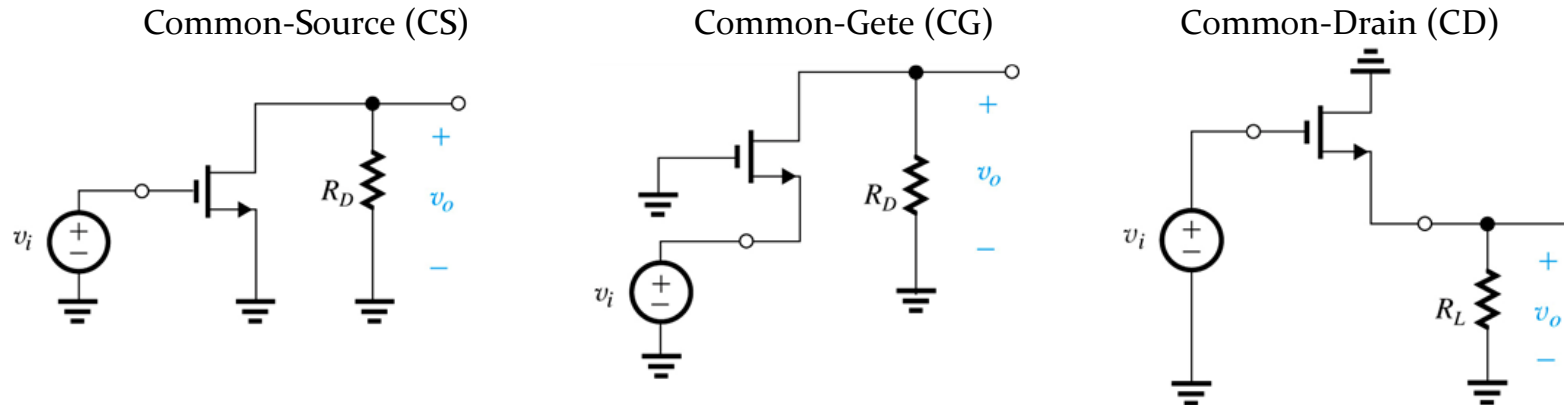 Common-Source (CS)
Common-Gete (CG)
Common-Drain (CD)
+
R_D
v_o
v_i
+
−
−
+
R_D
v_o
v_i
+
−
−
v_i
+
−
+
R_L
v_o
−